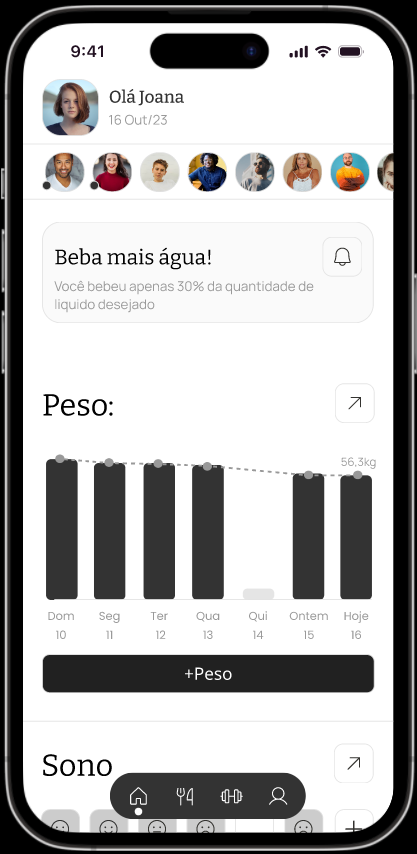 9:41
Olá Joana
16 Out/23
Beba mais água!
Você bebeu apenas 30% da quantidade de
liquido desejado
Peso:
56,3kg
Dom Seg Ter Qua Qui Ontem Hoje
10 11 12 13 14 15 16
+Peso
Sono